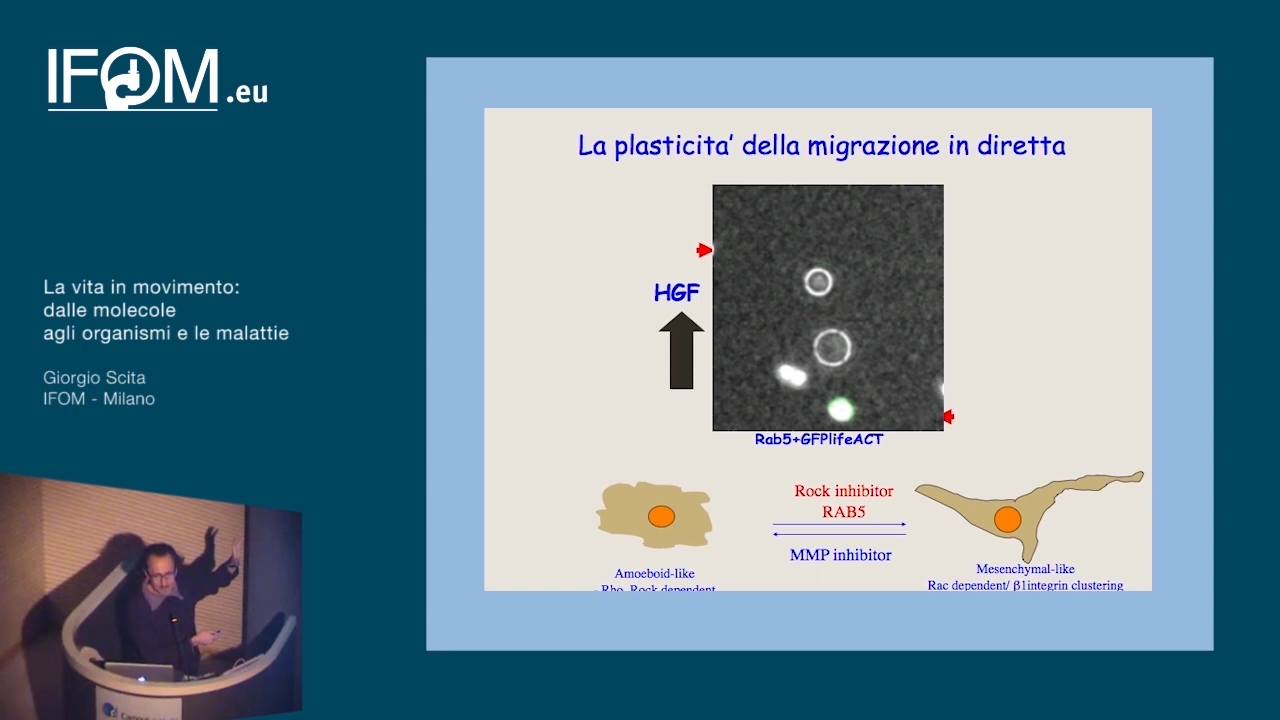 IFOM.eu
La vita in movimento:
dalle molecole
agli organismi e le malattie
Giorgio Scita
IFOM - Milano
La plasticita' della migrazione in diretta
HGF
Rab5+GFPlifeACT
Rock inhibitor
RAB5
MMP inhibitor
Amoeboid-like
- Rho, Rock dependent
Mesenchymal-like
Rac dependent/ β1integrin clustering